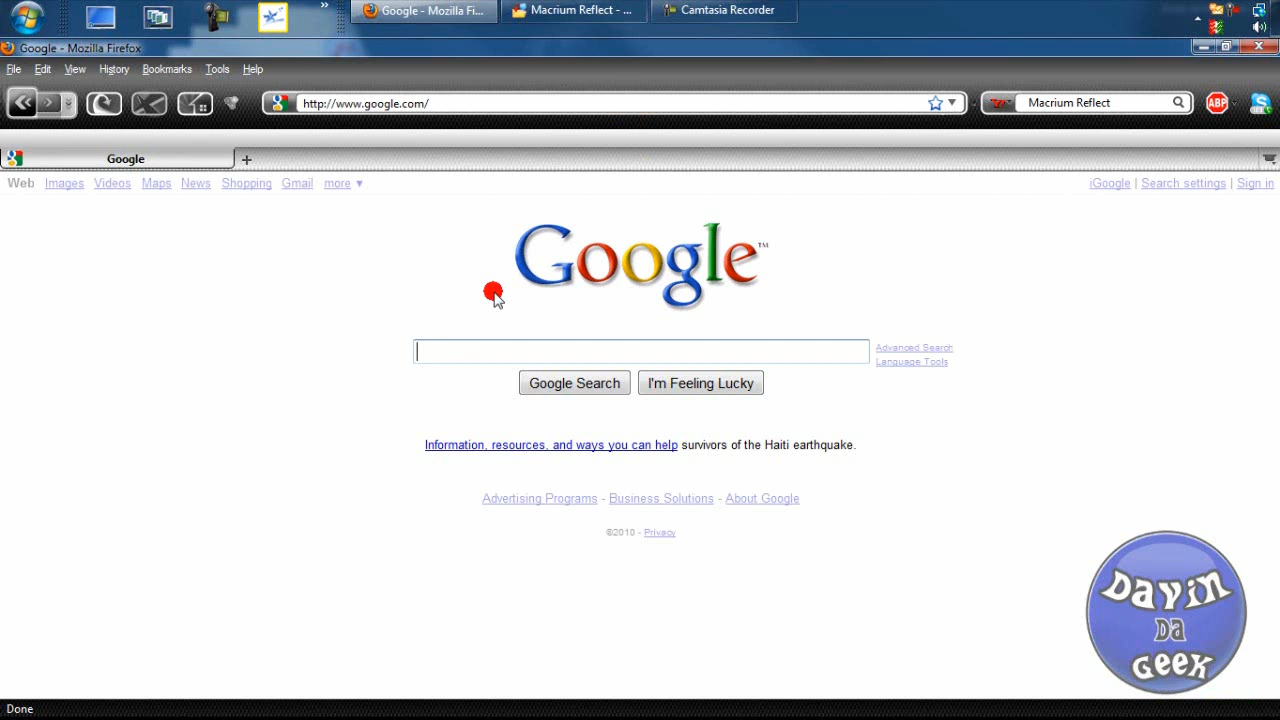 Google - Mozilla Fi...
Macrium Reflect - ...
Camtasia Recorder
Google - Mozilla Firefox
File Edit View History Bookmarks Tools Help
http://www.google.com/
Macrium Reflect
ABP
Google
Web Images Videos Maps News Shopping Gmail more ▼
iGoogle | Search settings | Sign in
Google™
Advanced Search
Language Tools
Google Search
I'm Feeling Lucky
Information, resources, and ways you can help survivors of the Haiti earthquake.
Advertising Programs - Business Solutions - About Google
©2010 - Privacy
Davin
Da
Geek
Done